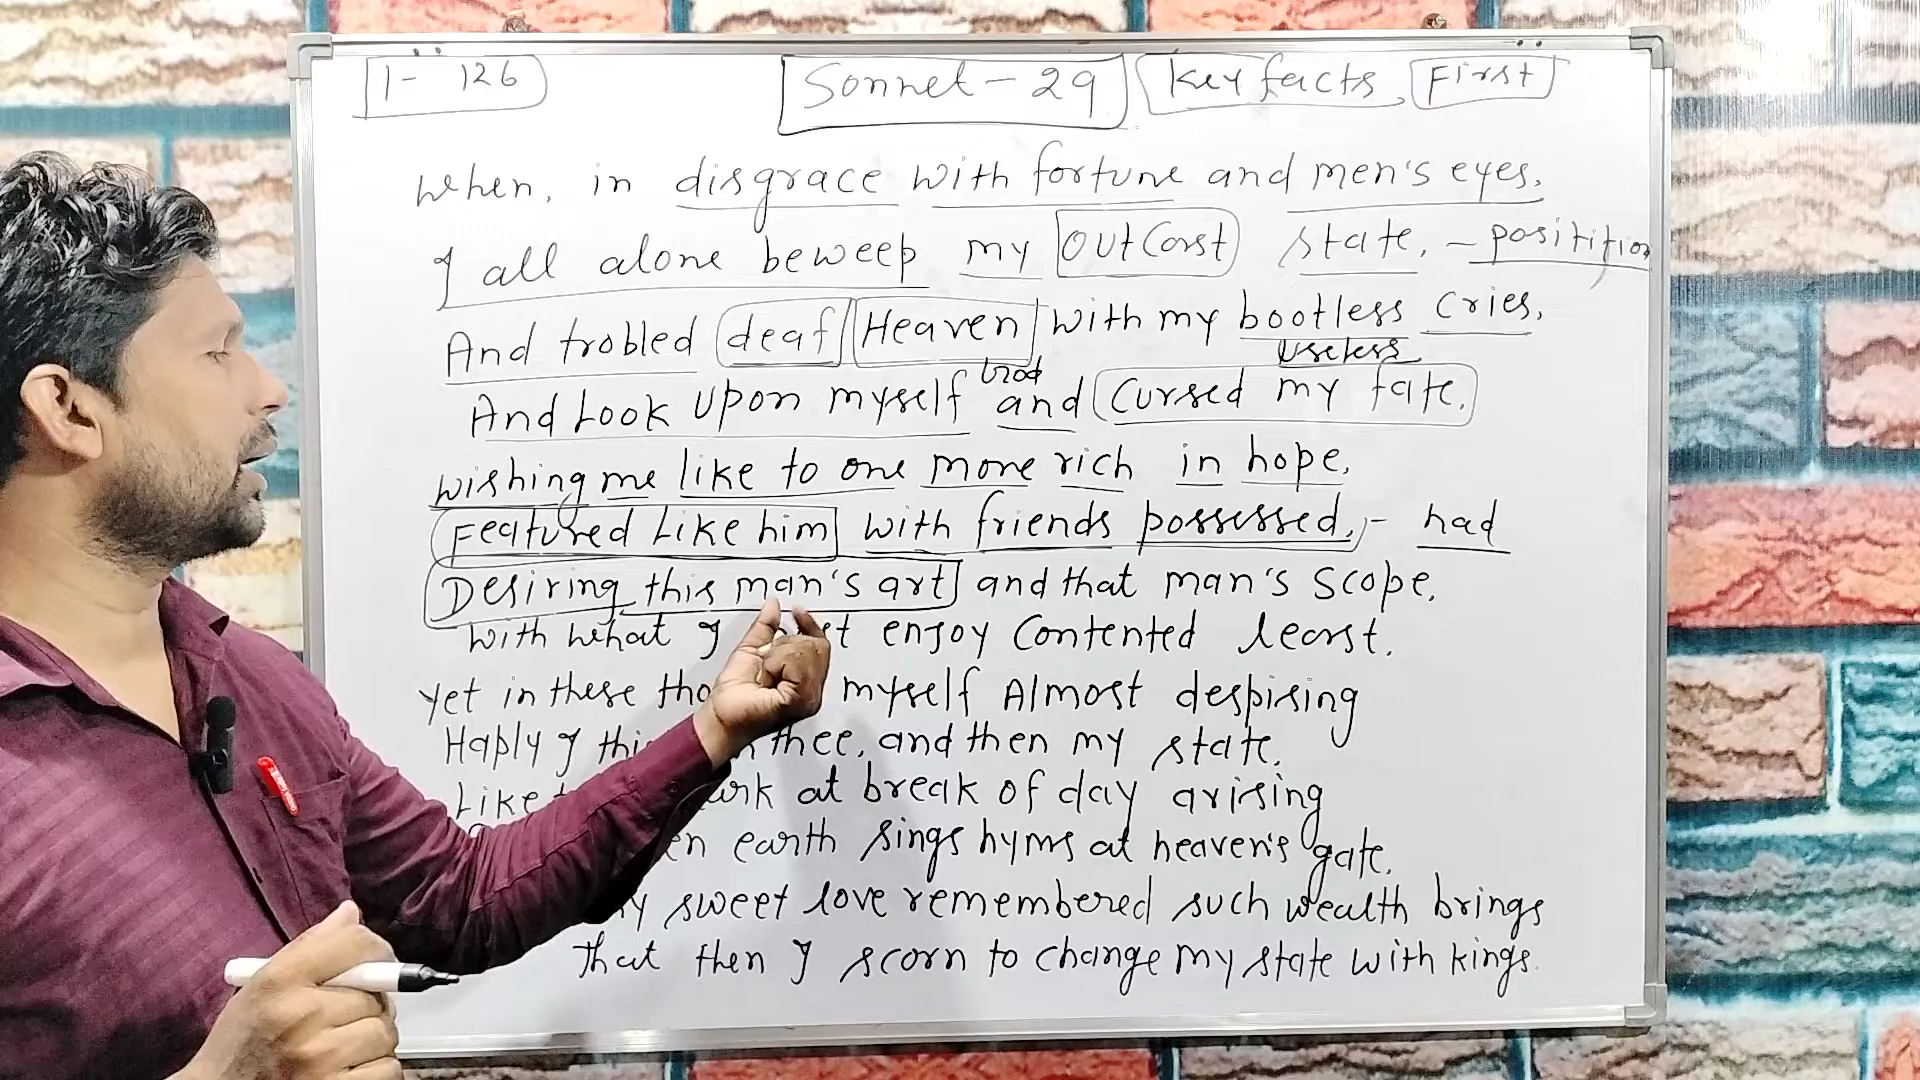 1- 126
Sonnet - 29 Key facts, First
When, in disgrace with fortune and men's eyes,
I all alone beweep my outcast state, - positition
And trobled deaf Heaven with my bootless cries,
useless
And Look upon myself and cursed my fate.
wishing me like to one more rich in hope,
Featured Like him with friends possessed, - had
Desiring this man's art and that man's scope,
with what I enjoy contented least.
Yet in these myself Almost despising
Haply I thee, and then my state,
Like at break of day arising
earth sings hyms at heaven's gate,
sweet love remembered such wealth brings
That then I scorn to change my state with kings.